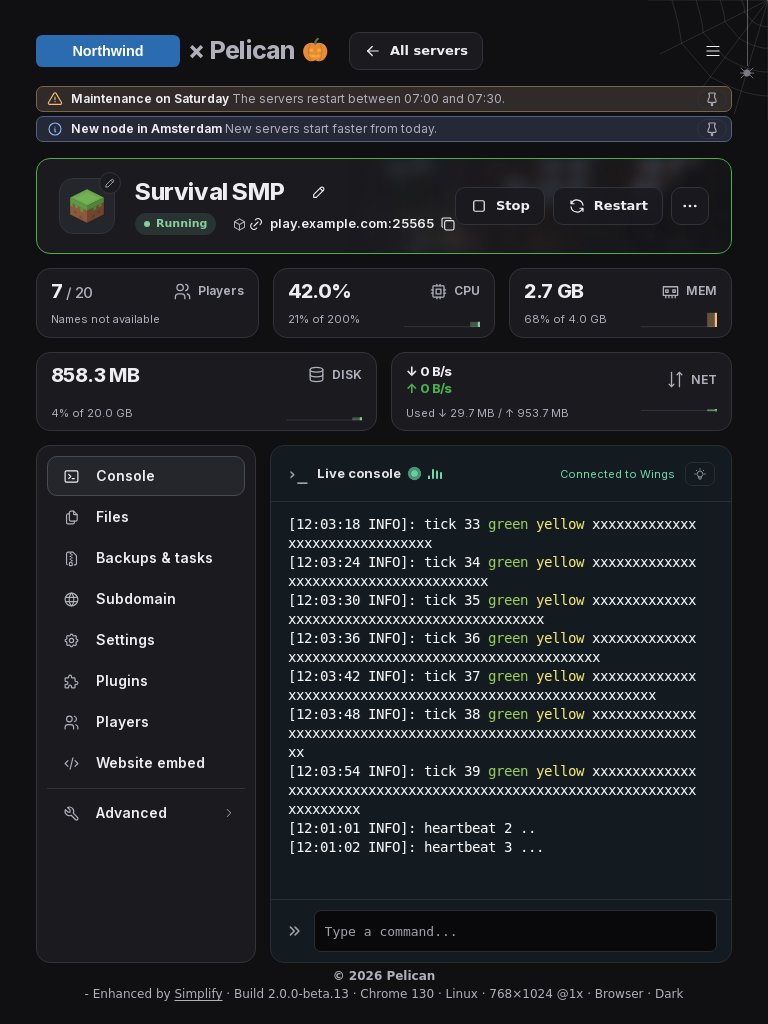 Northwind × Pelican 🎃 All servers
Maintenance on Saturday The servers restart between 07:00 and 07:30.
New node in Amsterdam New servers start faster from today.
Survival SMP
Running play.example.com:25565
Stop Restart
7 / 20 Players
Names not available
42.0% CPU
21% of 200%
2.7 GB MEM
68% of 4.0 GB
858.3 MB DISK
4% of 20.0 GB
↓ 0 B/s
↑ 0 B/s
NET
Used ↓ 29.7 MB / ↑ 953.7 MB
Console
Files
Backups & tasks
Subdomain
Settings
Plugins
Players
Website embed
Advanced
Live console Connected to Wings
[12:03:18 INFO]: tick 33 green yellow xxxxxxxxxxxxx
xxxxxxxxxxxxxxxxxx
[12:03:24 INFO]: tick 34 green yellow xxxxxxxxxxxxx
xxxxxxxxxxxxxxxxxxxxxxxxx
[12:03:30 INFO]: tick 35 green yellow xxxxxxxxxxxxx
xxxxxxxxxxxxxxxxxxxxxxxxxxxxxxxx
[12:03:36 INFO]: tick 36 green yellow xxxxxxxxxxxxx
xxxxxxxxxxxxxxxxxxxxxxxxxxxxxxxxxxxxxxx
[12:03:42 INFO]: tick 37 green yellow xxxxxxxxxxxxx
xxxxxxxxxxxxxxxxxxxxxxxxxxxxxxxxxxxxxxxxxxxxxx
[12:03:48 INFO]: tick 38 green yellow xxxxxxxxxxxxx
xxxxxxxxxxxxxxxxxxxxxxxxxxxxxxxxxxxxxxxxxxxxxxxxxxx
xx
[12:03:54 INFO]: tick 39 green yellow xxxxxxxxxxxxx
xxxxxxxxxxxxxxxxxxxxxxxxxxxxxxxxxxxxxxxxxxxxxxxxxxx
xxxxxxxxx
[12:01:01 INFO]: heartbeat 2 ..
[12:01:02 INFO]: heartbeat 3 ...
Type a command...
© 2026 Pelican
- Enhanced by Simplify · Build 2.0.0-beta.13 · Chrome 130 · Linux · 768×1024 @1x · Browser · Dark